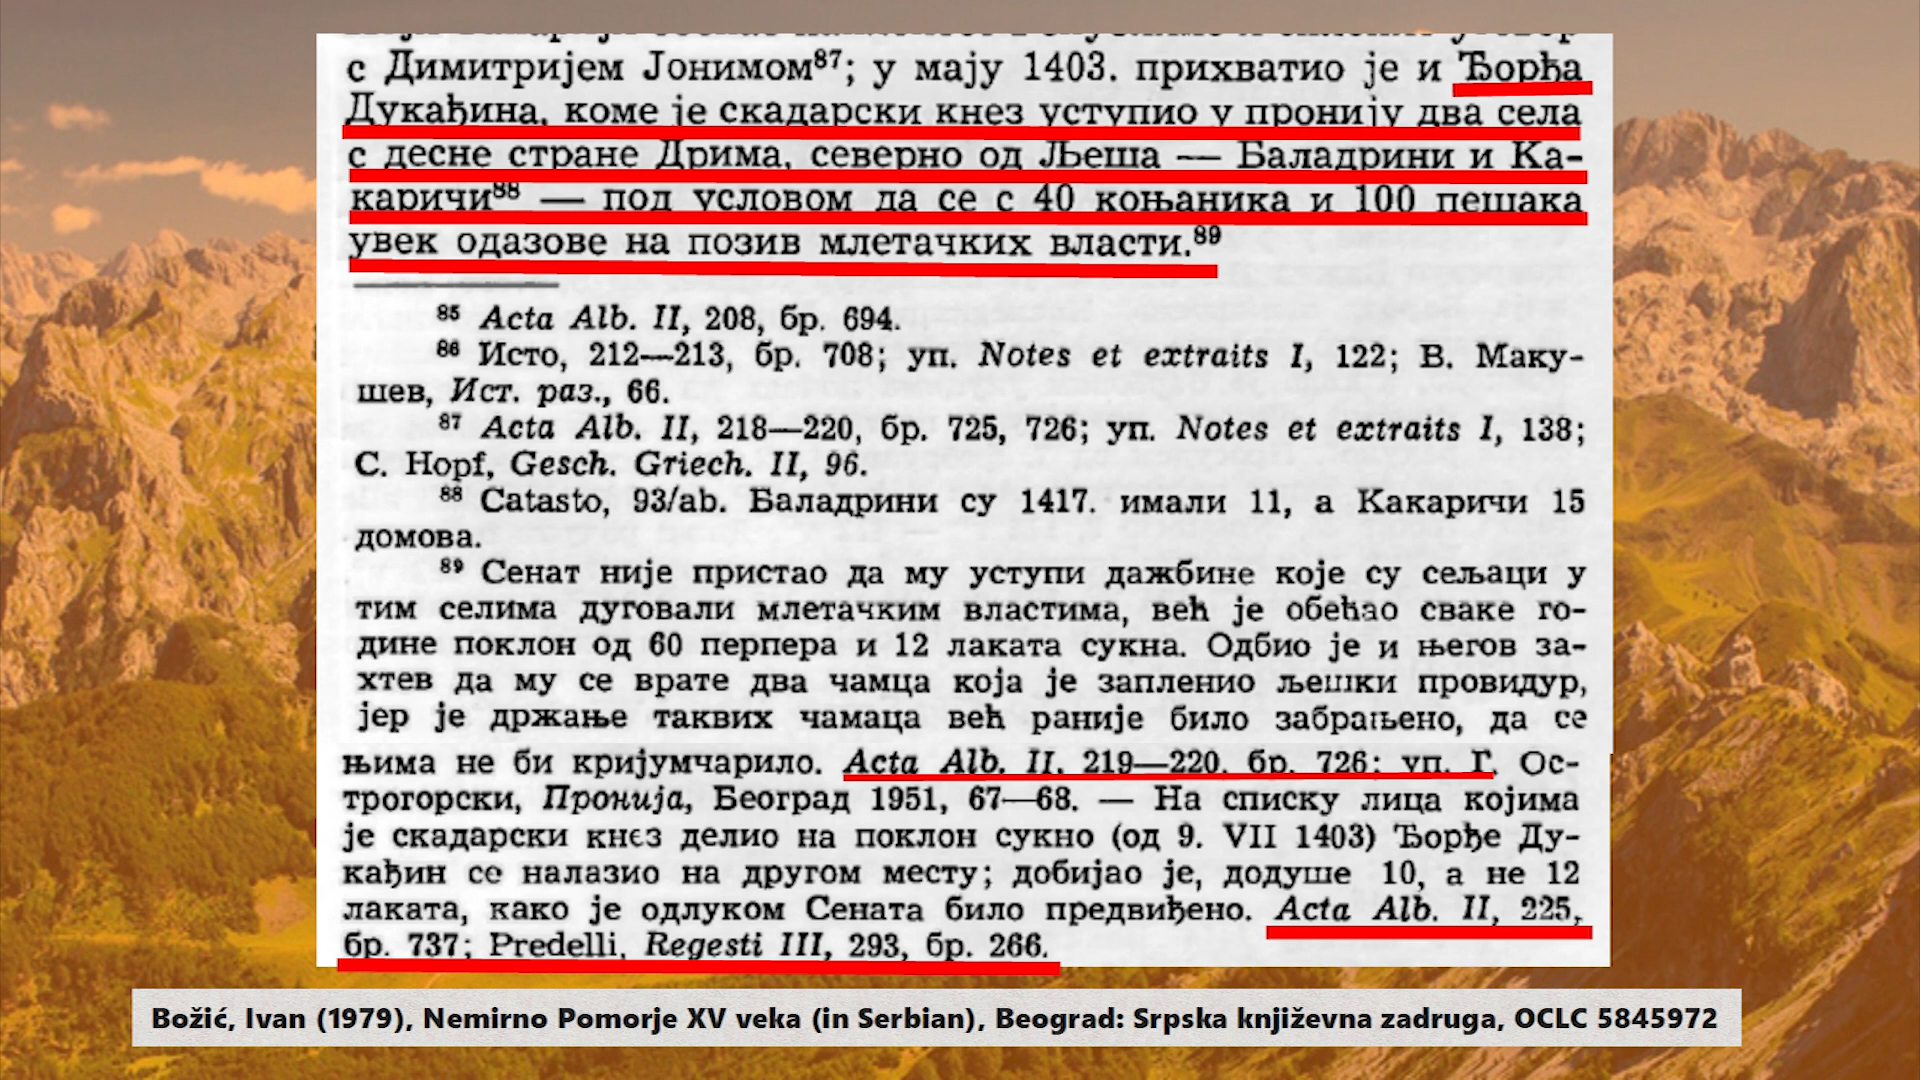 с Димитријем Јонимом⁸⁷; у мају 1403. прихватио је и Ђорђа
Дукађина, коме је скадарски кнез уступио у пронију два села
с десне стране Дрима, северно од Љеша — Баладрини и Ка-
каричи⁸⁸ — под условом да се с 40 коњаника и 100 пешака
увек одазове на позив млетачких власти.⁸⁹
⁸⁵ Acta Alb. II, 208, бр. 694.
⁸⁶ Исто, 212—213, бр. 708; уп. Notes et extraits I, 122; В. Маку-
шев, Ист. раз., 66.
⁸⁷ Acta Alb. II, 218—220, бр. 725, 726; уп. Notes et extraits I, 138;
C. Hopf, Gesch. Griech. II, 96.
⁸⁸ Catasto, 93/ab. Баладрини су 1417. имали 11, а Какаричи 15
домова.
⁸⁹ Сенат није пристао да му уступи дажбине које су сељаци у
тим селима дуговали млетачким властима, већ је обећао сваке го-
дине поклон од 60 перпера и 12 лаката сукна. Одбио је и његов за-
хтев да му се врате два чамца која је запленио љешки провидур,
јер је држање таквих чамаца већ раније било забрањено, да се
њима не би кријумчарило. Acta Alb. II, 219—220, бр. 726; уп. Г. Ос-
трогорски, Пронија, Београд 1951, 67—68. — На списку лица којима
је скадарски кнез делио на поклон сукно (од 9. VII 1403) Ђорђе Ду-
кађин се налазио на другом месту; добијао је, додуше 10, а не 12
лаката, како је одлуком Сената било предвиђено. Acta Alb. II, 225,
бр. 737; Predelli, Regesti III, 293, бр. 266.
Božić, Ivan (1979), Nemirno Pomorje XV veka (in Serbian), Beograd: Srpska književna zadruga, OCLC 5845972